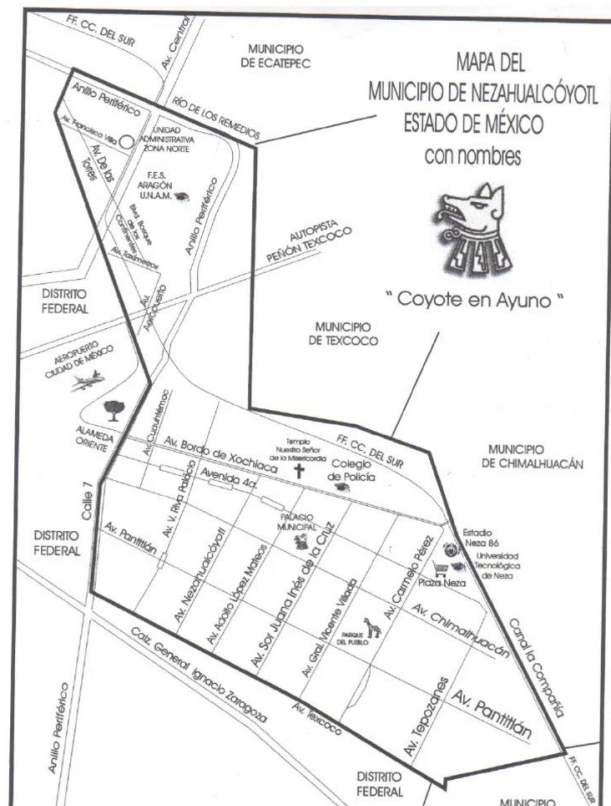 FF. CC. DEL SUR
Av. Central
MUNICIPIO
DE ECATEPEC
MAPA DEL
MUNICIPIO DE NEZAHUALCÓYOTL
ESTADO DE MÉXICO
con nombres
Anillo Periférico
RÍO DE LOS REMEDIOS
Av. Francisco Villa
UNIDAD
ADMINISTRATIVA
ZONA NORTE
Av. De las
Torres
F.E.S.
ARAGÓN
U.N.A.M.
Blvd. Bosque
de los
Continentes
Anillo Periférico
Av. Taxímetros
AUTOPISTA
PEÑÓN TEXCOCO
" Coyote en Ayuno "
DISTRITO
FEDERAL
Av.
Aeropuerto
MUNICIPIO
DE TEXCOCO
AEROPUERTO
CIUDAD DE MÉXICO
ALAMEDA
ORIENTE
Av. Cuauhtémoc
Av. Bordo de Xochiaca
Templo
Nuestro Señor
de la Misericordia
FF. CC. DEL SUR
Colegio
de Policía
MUNICIPIO
DE CHIMALHUACÁN
Avenida 4a.
Calle 7
Av. V. Riva Palacio
DISTRITO
FEDERAL
Av. Pantitlán
PALACIO
MUNICIPAL
Estadio
Neza 86
Universidad
Tecnológica
de Neza
Plaza Neza
Av. Nezahualcóyotl
Av. Adolfo López Mateos
Av. Sor Juana Inés de la Cruz
Av. Gral. Vicente Villada
Av. Carmelo Pérez
Av. Chimalhuacán
PARQUE
DEL PUEBLO
Canal la Compañía
Cdlz. General Ignacio Zaragoza
Av. Texcoco
Av. Tepozanes
Av. Pantitlán
Anillo Periférico
DISTRITO
FEDERAL
FF. CC. DEL SUR
MUNICIPIO